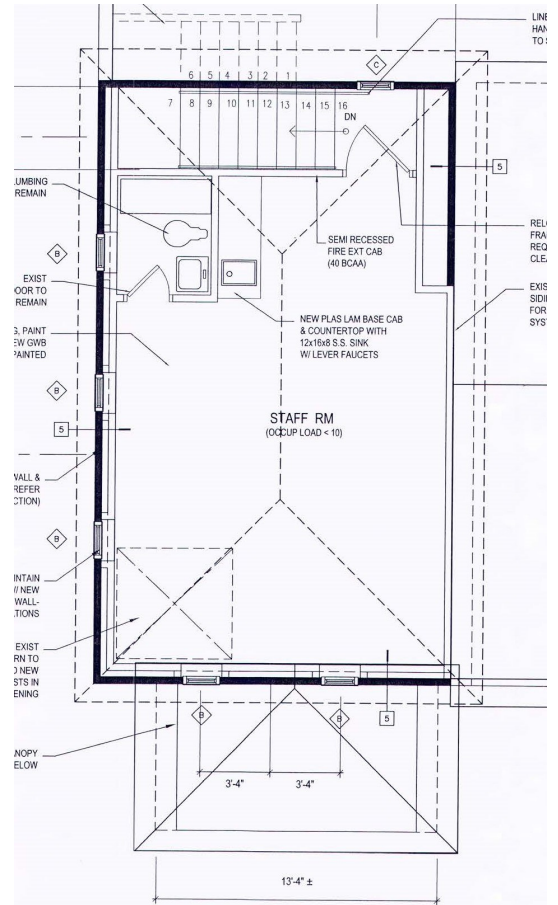 LINE
HAN
TO S
C
6 5 4 3 2 1
7 8 9 10 11 12 13 14 15 16
DN
5
LUMBING
REMAIN
B
SEMI RECESSED
FIRE EXT CAB
(40 BCAA)
RELO
FRA
REQ
CLEA
EXIST
DOOR TO
REMAIN
EXIS
SIDI
FOR
SYST
NEW PLAS LAM BASE CAB
& COUNTERTOP WITH
12x16x8 S.S. SINK
W/ LEVER FAUCETS
G, PAINT
EW GWB
PAINTED
B
STAFF RM
(OCCUP LOAD < 10)
5
WALL &
REFER
CTION)
B
INTAIN
W/ NEW
WALL-
TIONS
EXIST
RN TO
D NEW
STS IN
ENING
B
B
5
NOPY
ELOW
3'-4"
3'-4"
13'-4" ±